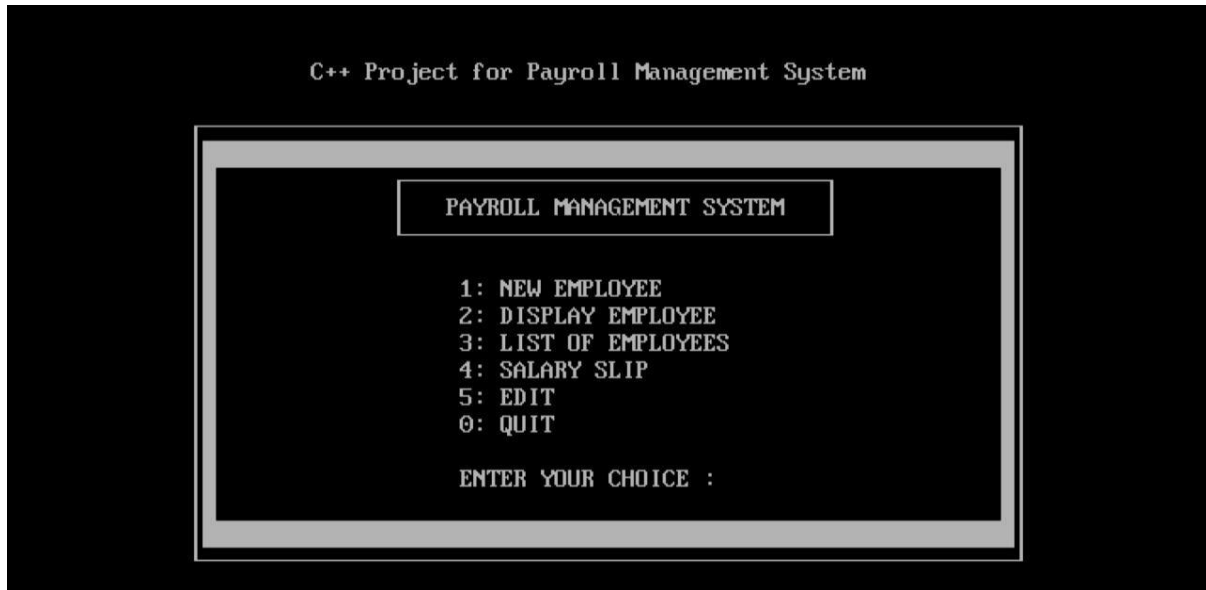 C++ Project for Payroll Management System
PAYROLL MANAGEMENT SYSTEM
1: NEW EMPLOYEE
2: DISPLAY EMPLOYEE
3: LIST OF EMPLOYEES
4: SALARY SLIP
5: EDIT
0: QUIT
ENTER YOUR CHOICE :